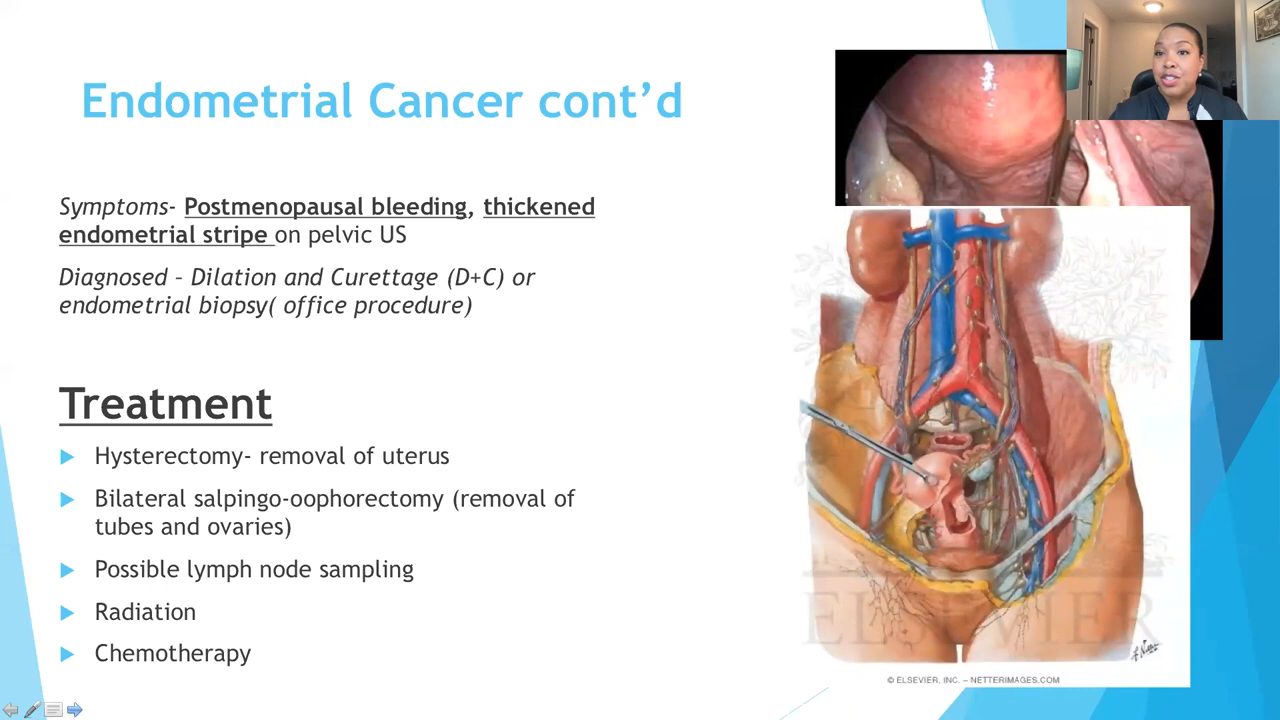 Endometrial Cancer cont’d
Symptoms- Postmenopausal bleeding, thickened
endometrial stripe on pelvic US
Diagnosed – Dilation and Curettage (D+C) or
endometrial biopsy( office procedure)
Treatment
Hysterectomy- removal of uterus
Bilateral salpingo-oophorectomy (removal of
tubes and ovaries)
Possible lymph node sampling
Radiation
Chemotherapy
ELSEVIER
© ELSEVIER, INC. – NETTERIMAGES.COM